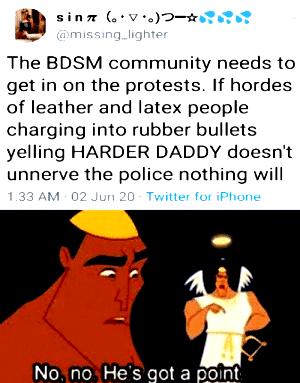 sinπ (｡･▽･｡)つ━☆💦💦💦
@missing_lighter
The BDSM community needs to
get in on the protests. If hordes
of leather and latex people
charging into rubber bullets
yelling HARDER DADDY doesn't
unnerve the police nothing will
1:33 AM · 02 Jun 20 · Twitter for iPhone
No, no. He's got a point.